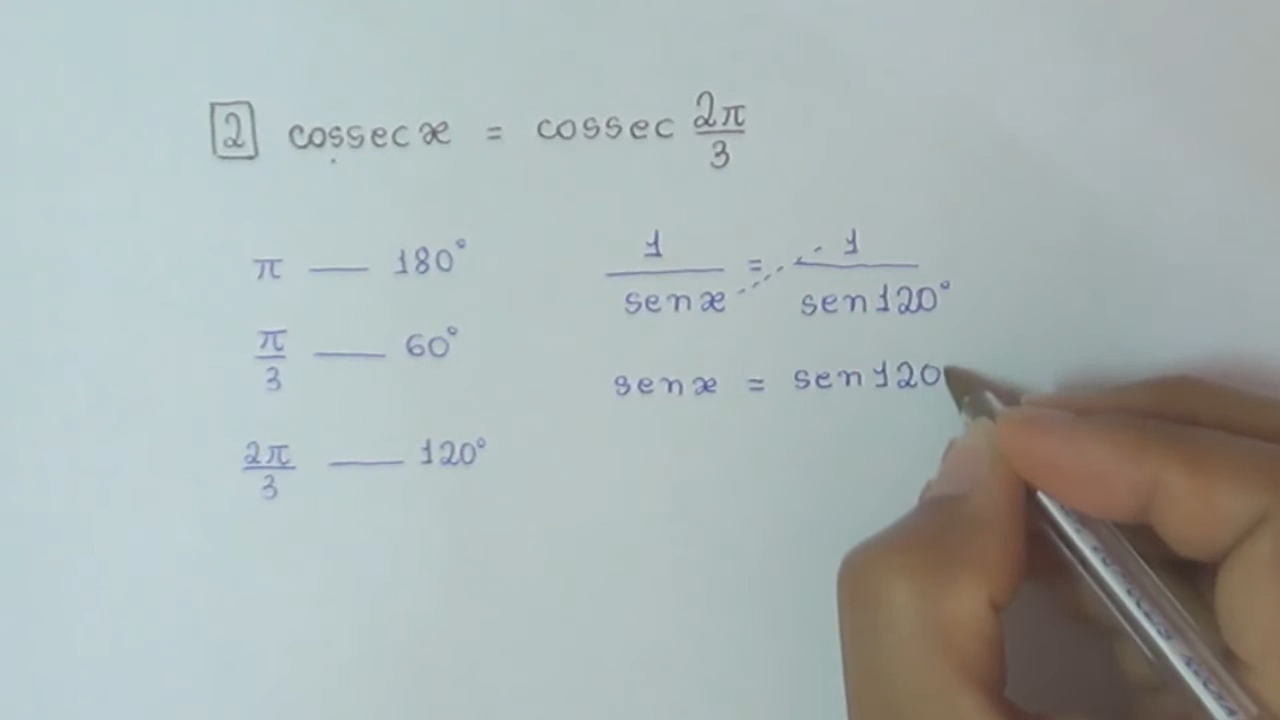 2 cossec x = cossec 2π/3
π — 180°
π/3 — 60°
2π/3 — 120°
1/sen x = 1/sen 120°
sen x = sen 120